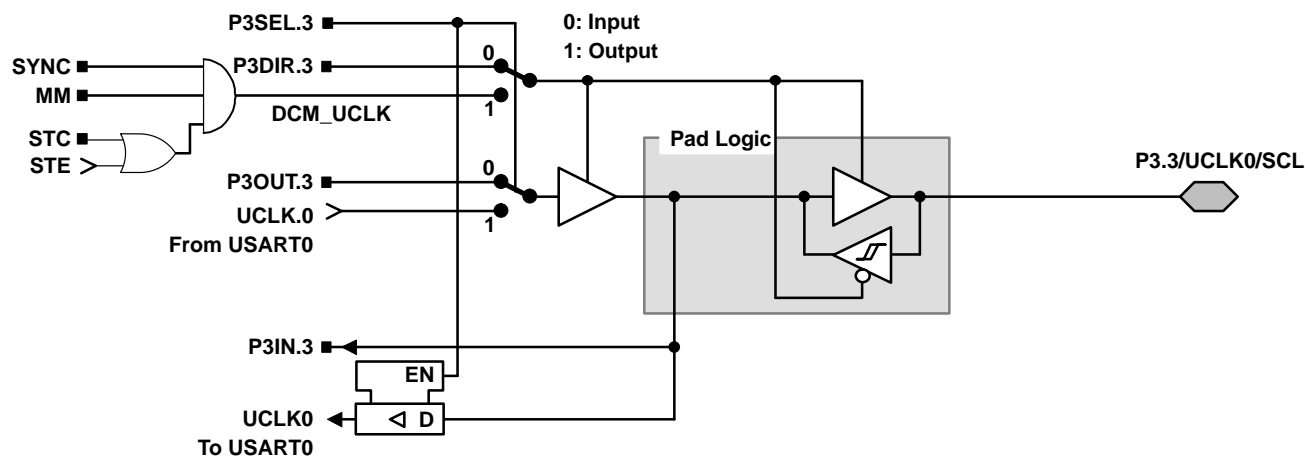 P3SEL.3
0: Input
1: Output
SYNC
P3DIR.3
0
MM
DCM_UCLK
1
STC
STE
Pad Logic
P3.3/UCLK0/SCL
P3OUT.3
0
UCLK.0
1
From USART0
P3IN.3
EN
UCLK0
D
To USART0